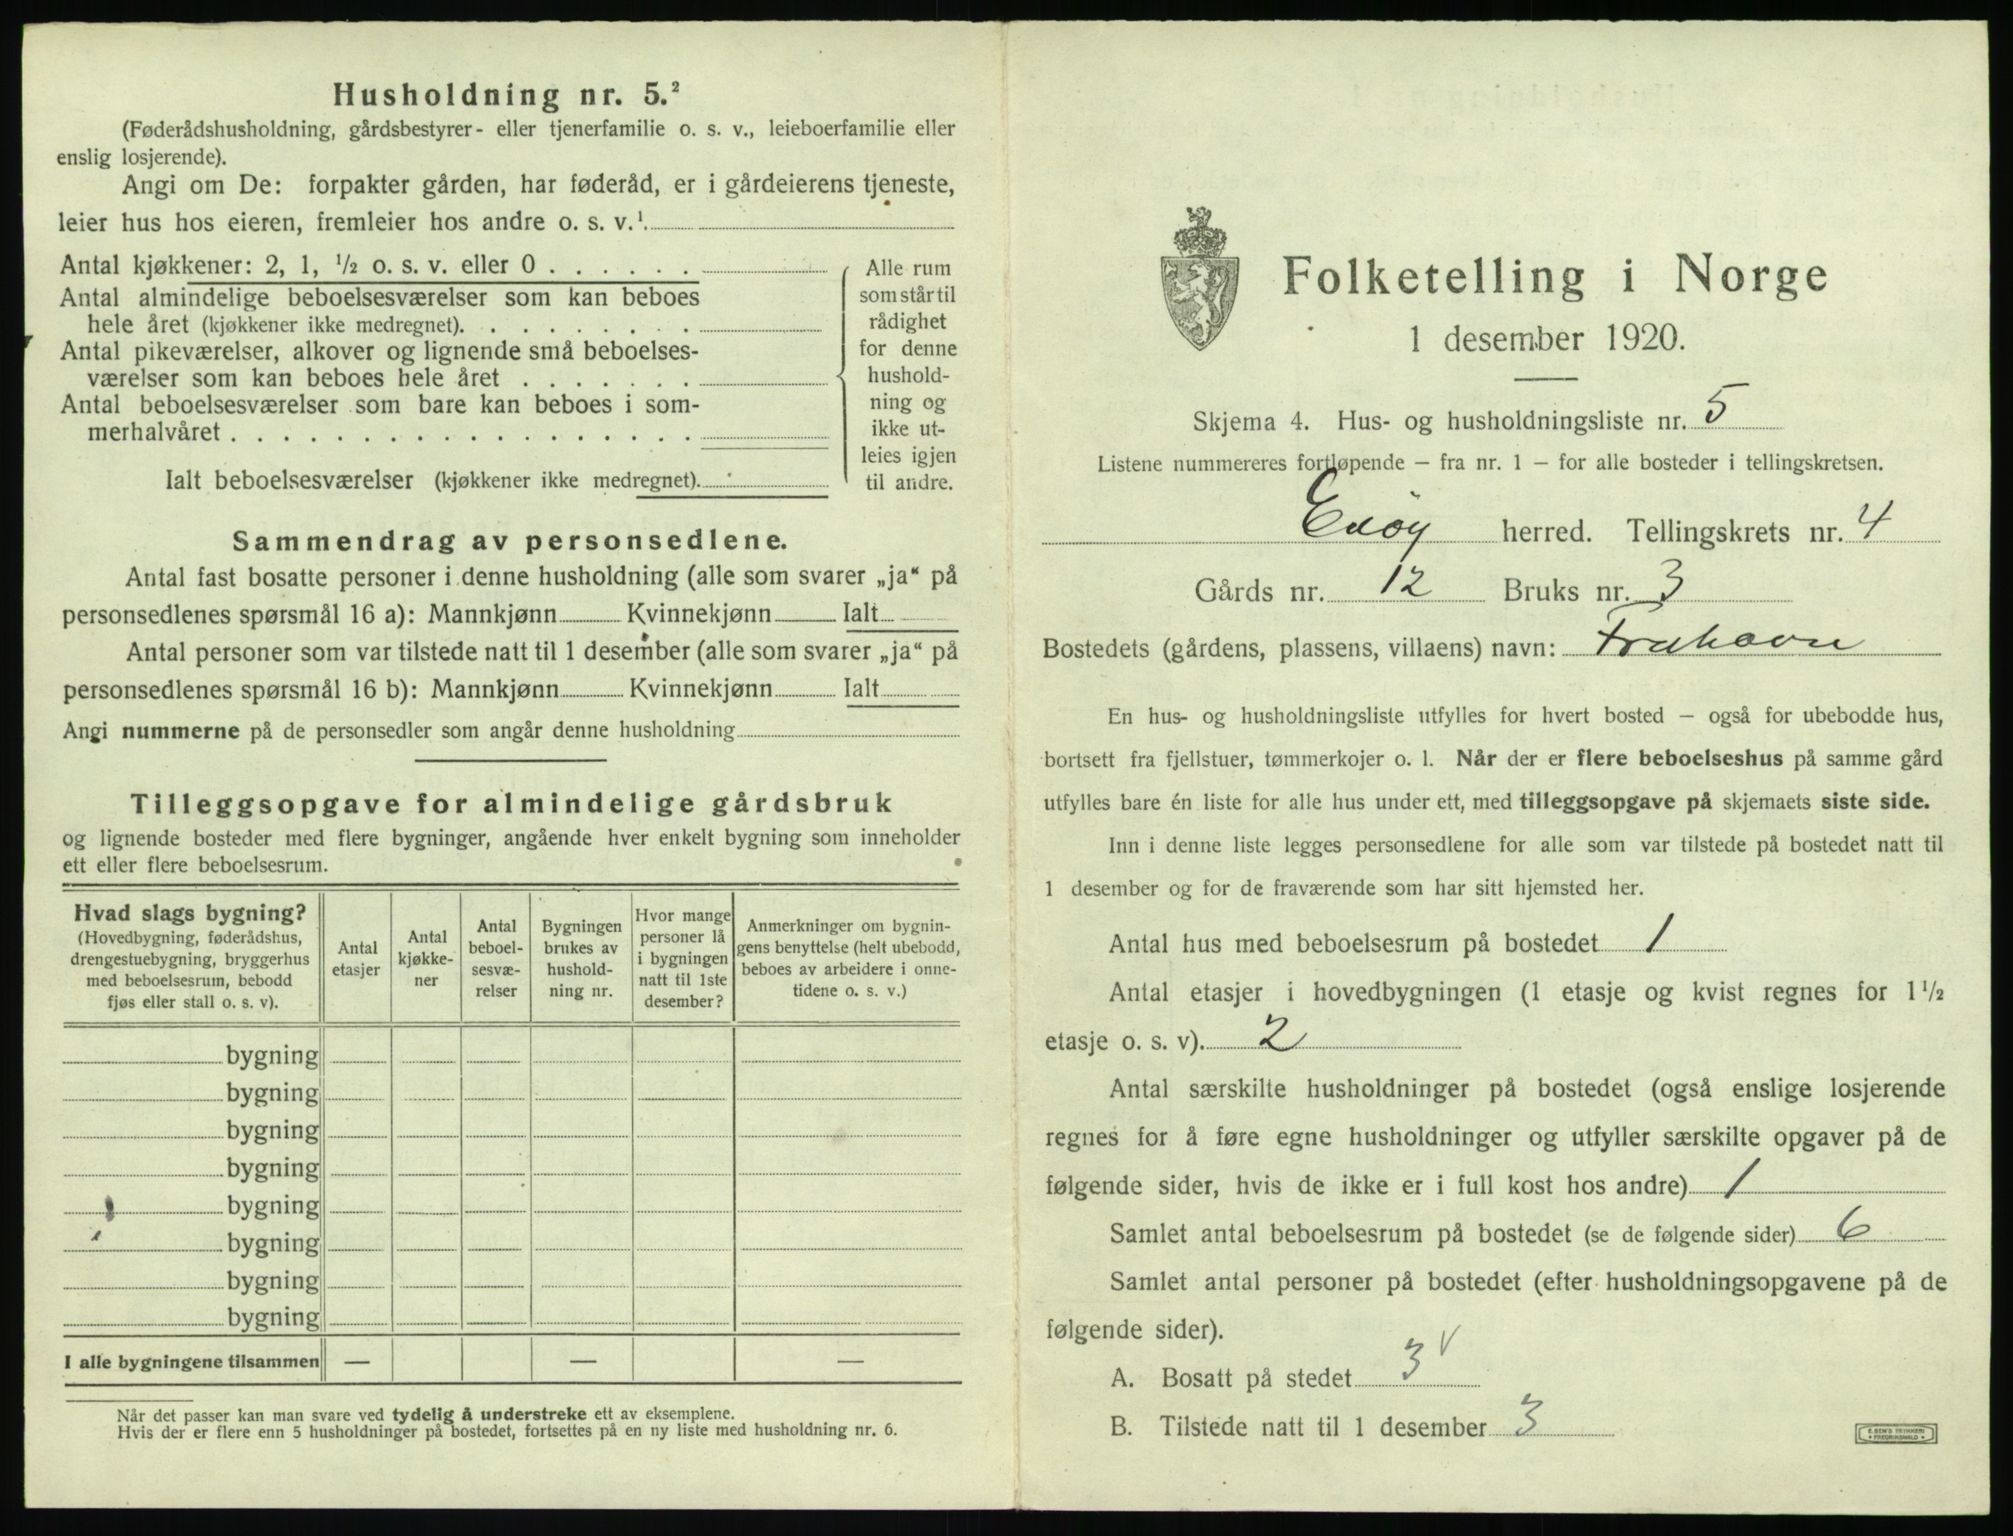 Husholdning nr. 5.²
(Føderådshusholdning, gårdsbestyrer- eller tjenerfamilie o. s. v., leieboerfamilie eller
enslig losjerende).
Angi om De: forpakter gården, har føderåd, er i gårdeierens tjeneste,
leier hus hos eieren, fremleier hos andre o. s. v.¹
Antal kjøkkener: 2, 1, ½ o. s. v. eller 0 . . . . . .
Antal almindelige beboelsesværelser som kan beboes
hele året (kjøkkener ikke medregnet). . . . . . . . .
Antal pikeværelser, alkover og lignende små beboelses-
værelser som kan beboes hele året . . . . . . .
Antal beboelsesværelser som bare kan beboes i som-
merhalvåret . . . . . . . . . . . . . . . . . .
Ialt beboelsesværelser (kjøkkener ikke medregnet).
Alle rum
som står til
rådighet
for denne
hushold-
ning og
ikke ut-
leies igjen
til andre.
Sammendrag av personsedlene.
Antal fast bosatte personer i denne husholdning (alle som svarer „ja“ på
personsedlenes spørsmål 16 a): Mannkjønn Kvinnekjønn Ialt
Antal personer som var tilstede natt til 1 desember (alle som svarer „ja“ på
personsedlenes spørsmål 16 b): Mannkjønn Kvinnekjønn Ialt
Angi nummerne på de personsedler som angår denne husholdning
Tilleggsopgave for almindelige gårdsbruk
og lignende bosteder med flere bygninger, angående hver enkelt bygning som inneholder
ett eller flere beboelsesrum.
Hvad slags bygning?
(Hovedbygning, føderådshus,
drengestuebygning, bryggerhus
med beboelsesrum, bebodd
fjøs eller stall o. s. v).
Antal
etasjer
Antal
kjøkke-
ner
Antal
beboel-
sesvæ-
relser
Bygningen
brukes av
hushold-
ning nr.
Hvor mange
personer lå
i bygningen
natt til 1ste
desember?
Anmerkninger om bygnin-
gens benyttelse (helt ubebodd,
beboes av arbeidere i onne-
tidene o. s. v.)
bygning
bygning
bygning
bygning
bygning
bygning
bygning
bygning
I alle bygningene tilsammen — — —
Når det passer kan man svare ved tydelig å understreke ett av eksemplene.
Hvis der er flere enn 5 husholdninger på bostedet, fortsettes på en ny liste med husholdning nr. 6.
Folketelling i Norge
1 desember 1920.
Skjema 4. Hus- og husholdningsliste nr. 5
Listene nummereres fortløpende – fra nr. 1 – for alle bosteder i tellingskretsen.
Edöy herred. Tellingskrets nr. 4
Gårds nr. 12 Bruks nr. 3
Bostedets (gårdens, plassens, villaens) navn:
En hus- og husholdningsliste utfylles for hvert bosted – også for ubebodde hus,
bortsett fra fjellstuer, tømmerkojer o. l. Når der er flere beboelseshus på samme gård
utfylles bare én liste for alle hus under ett, med tilleggsopgave på skjemaets siste side.
Inn i denne liste legges personsedlene for alle som var tilstede på bostedet natt til
1 desember og for de fraværende som har sitt hjemsted her.
Antal hus med beboelsesrum på bostedet 1
Antal etasjer i hovedbygningen (1 etasje og kvist regnes for 1½
etasje o. s. v). 2
Antal særskilte husholdninger på bostedet (også enslige losjerende
regnes for å føre egne husholdninger og utfyller særskilte opgaver på de
følgende sider, hvis de ikke er i full kost hos andre) 1
Samlet antal beboelsesrum på bostedet (se de følgende sider) 6
Samlet antal personer på bostedet (efter husholdningsopgavene på de
følgende sider).
A. Bosatt på stedet 3 V
B. Tilstede natt til 1 desember 3